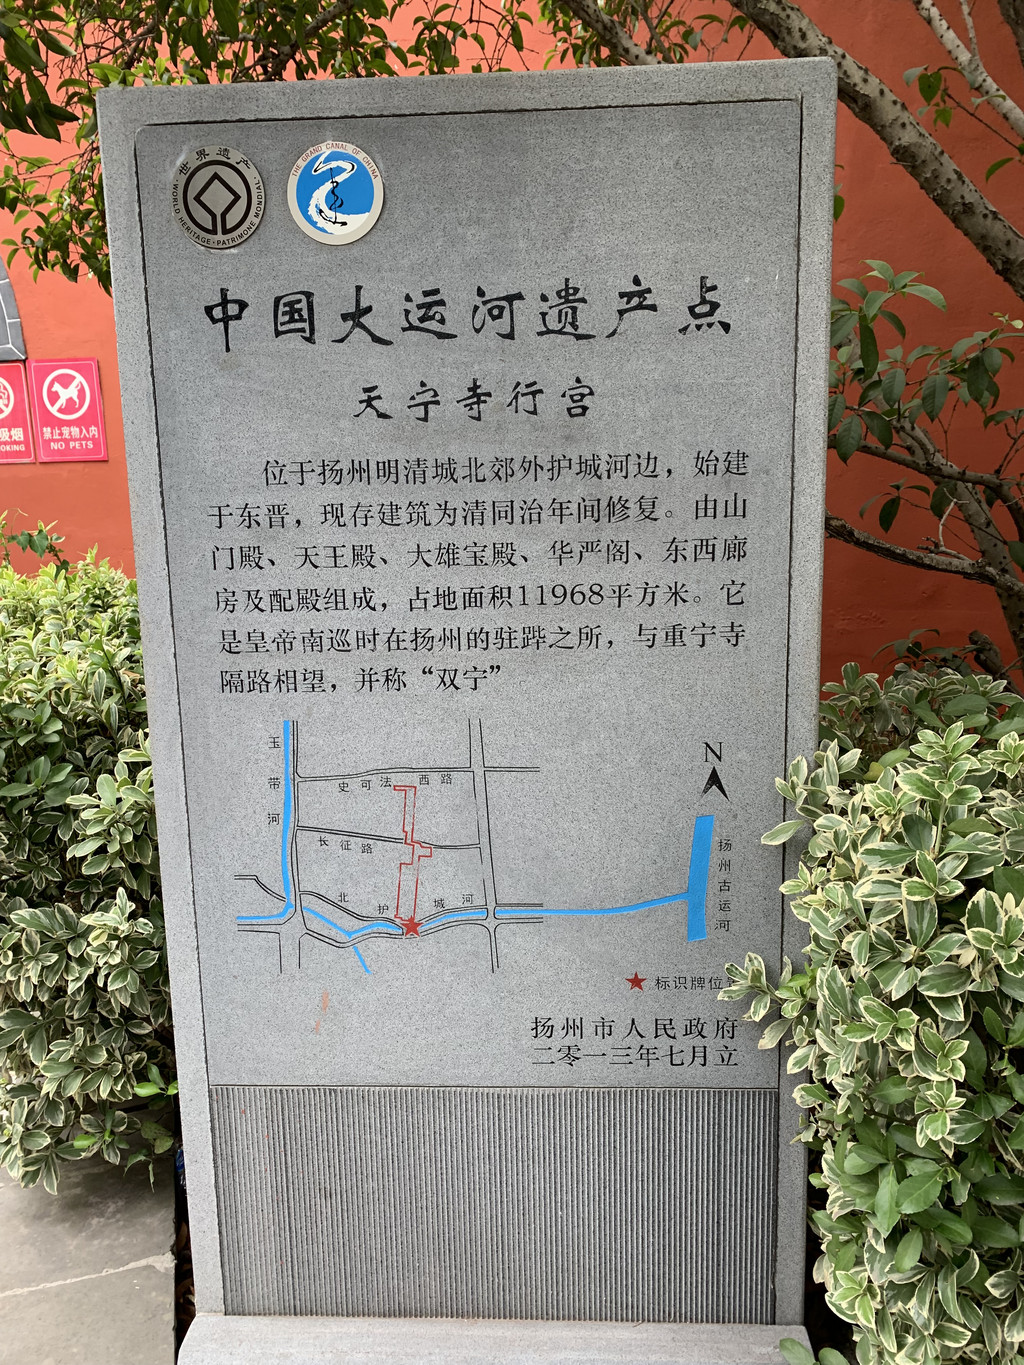 世界遗产
·WORLD HERITAGE·PATRIMOINE MONDIAL·
THE GRAND CANAL OF CHINA
中国大运河遗产点
天宁寺行宫
位于扬州明清城北郊外护城河边，始建
于东晋，现存建筑为清同治年间修复。由山
门殿、天王殿、大雄宝殿、华严阁、东西廊
房及配殿组成，占地面积11968平方米。它
是皇帝南巡时在扬州的驻跸之所，与重宁寺
隔路相望，并称“双宁”
玉带河
史可法西路
长征路
北护城河
N
扬州古运河
标识牌位
扬州市人民政府
二零一三年七月立
吸烟
OKING
禁止宠物入内
NO PETS